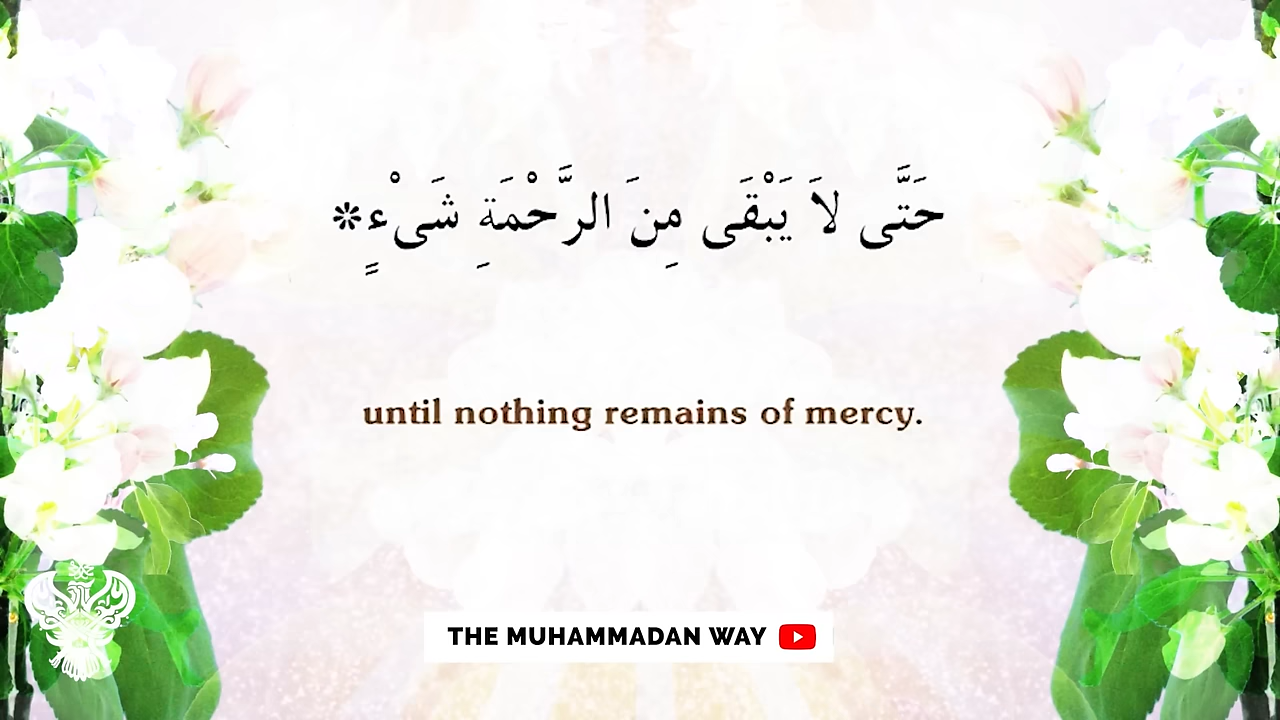 حَتَّى لاَ يَبْقَى مِنَ الرَّحْمَةِ شَىْءٍ*
until nothing remains of mercy.
THE MUHAMMADAN WAY